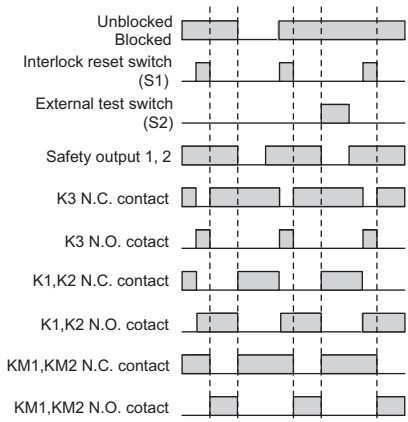 Unblocked
Blocked
Interlock reset switch
(S1)
External test switch
(S2)
Safety output 1, 2
K3 N.C. contact
K3 N.O. cotact
K1,K2 N.C. contact
K1,K2 N.O. cotact
KM1,KM2 N.C. contact
KM1,KM2 N.O. cotact